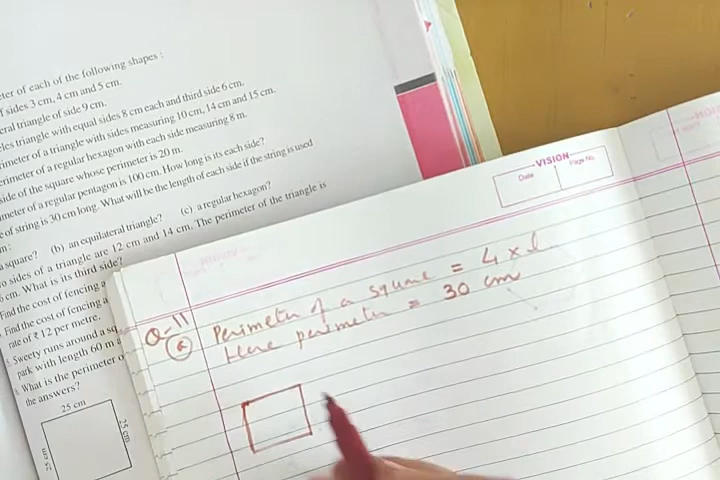 ter of each of the following shapes :
sides 3 cm, 4 cm and 5 cm.
eral triangle of side 9 cm.
les triangle with equal sides 8 cm each and third side 6 cm.
rimeter of a triangle with sides measuring 10 cm, 14 cm and 15 cm.
erimeter of a regular hexagon with each side measuring 8 m.
side of the square whose perimeter is 20 m.
meter of a regular pentagon is 100 cm. How long is its each side?
of string is 30 cm long. What will be the length of each side if the string is used
square? (b) an equilateral triangle? (c) a regular hexagon?
o sides of a triangle are 12 cm and 14 cm. The perimeter of the triangle is
cm. What is its third side?
Find the cost of fencing a
Find the cost of fencing a
rate of ₹ 12 per metre.
Sweety runs around a sq
park with length 60 m a
What is the perimeter o
the answers?
25 cm
25 cm
25 cm
VISION
Date
Page No.
Q-11
(a) Perimeter of a square = 4 × l
Here perimeter = 30 cm